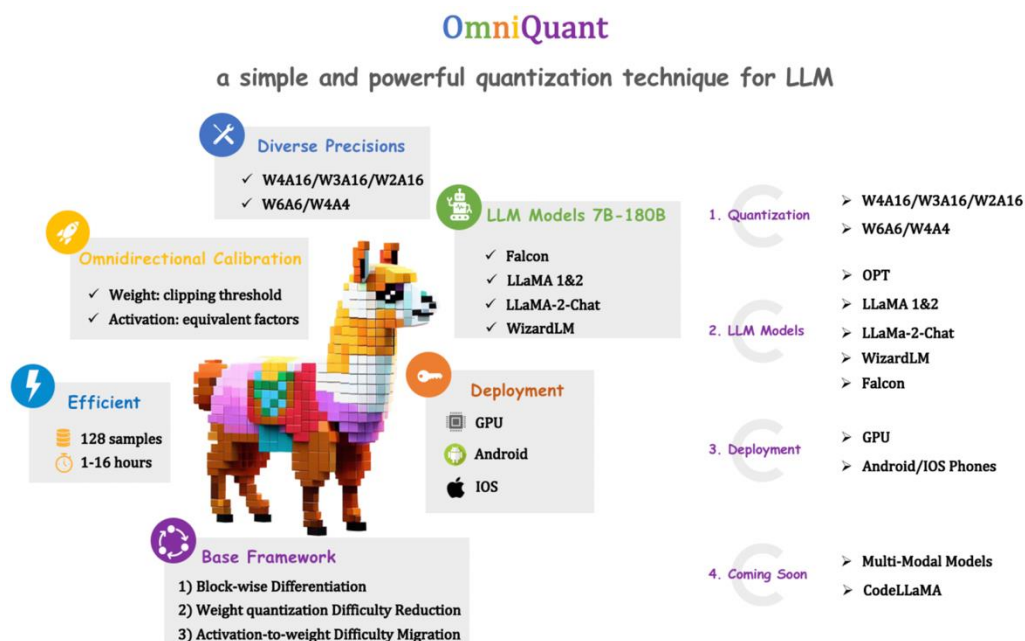 OmniQuant
a simple and powerful quantization technique for LLM
Diverse Precisions
✓ W4A16/W3A16/W2A16
✓ W6A6/W4A4
LLM Models 7B-180B
✓ Falcon
✓ LLaMA 1&2
✓ LLaMA-2-Chat
✓ WizardLM
Omnidirectional Calibration
✓ Weight: clipping threshold
✓ Activation: equivalent factors
Efficient
128 samples
1-16 hours
Deployment
GPU
Android
IOS
Base Framework
1) Block-wise Differentiation
2) Weight quantization Difficulty Reduction
3) Activation-to-weight Difficulty Migration
1. Quantization
➢ W4A16/W3A16/W2A16
➢ W6A6/W4A4
2. LLM Models
➢ OPT
➢ LLaMA 1&2
➢ LLaMa-2-Chat
➢ WizardLM
➢ Falcon
3. Deployment
➢ GPU
➢ Android/IOS Phones
4. Coming Soon
➢ Multi-Modal Models
➢ CodeLLaMA